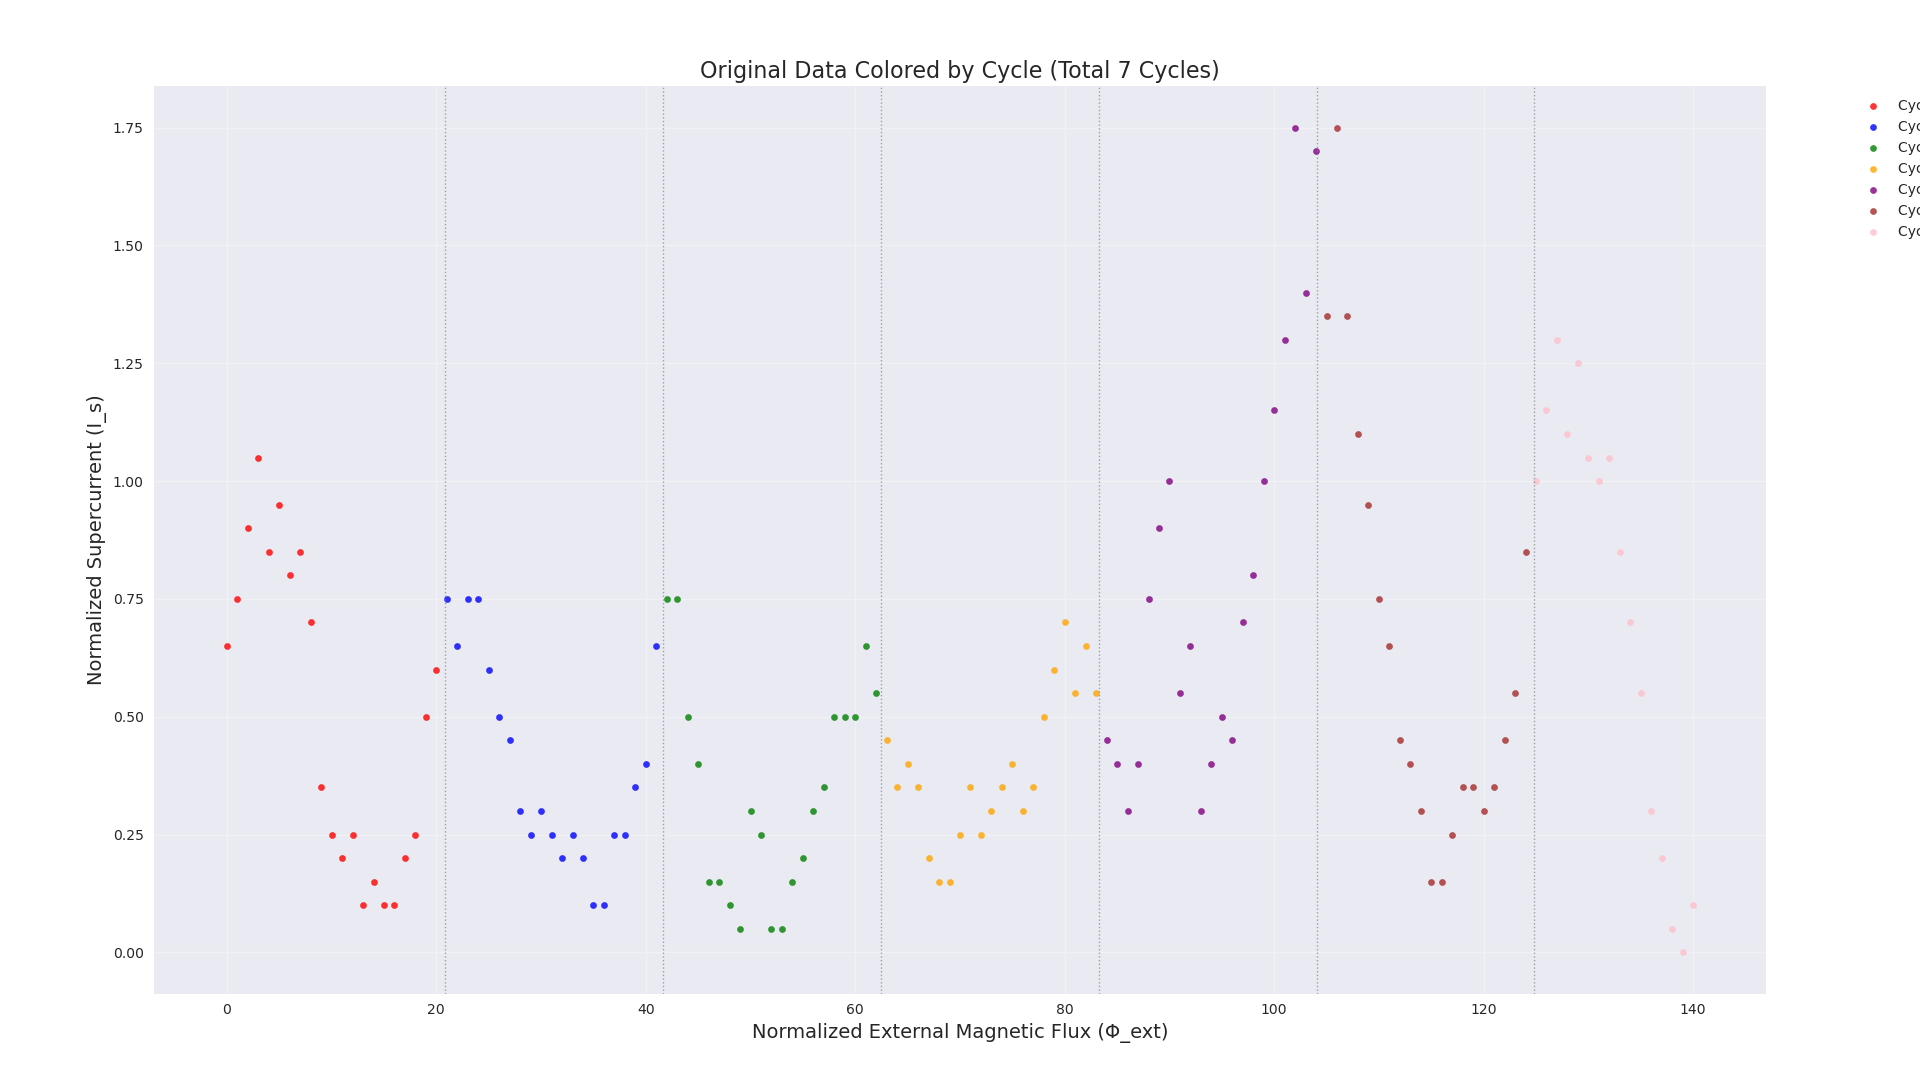 Original Data Colored by Cycle (Total 7 Cycles)
1.75
1.50
1.25
1.00
0.75
0.50
0.25
0.00
Normalized Supercurrent (I_s)
0 20 40 60 80 100 120 140
Normalized External Magnetic Flux (Φ_ext)
Cyc
Cyc
Cyc
Cyc
Cyc
Cyc
Cyc